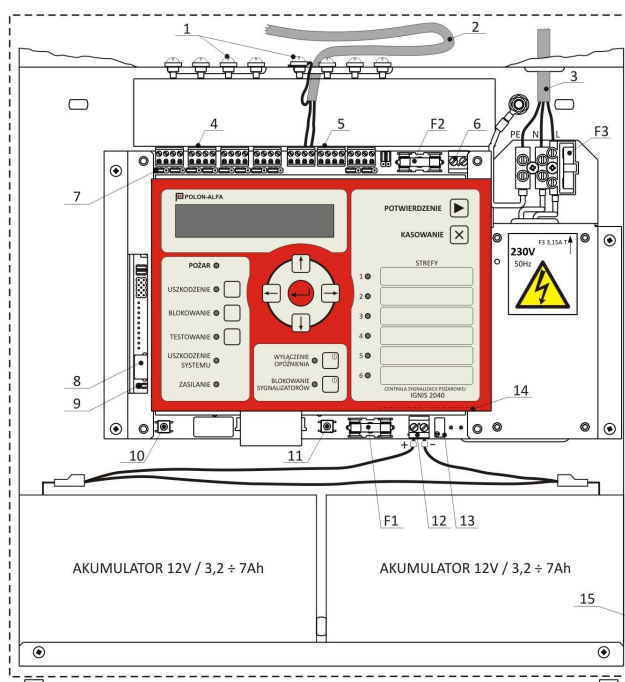 1
2
3
4
5
F2
6
PE
N
L
F3
7
POLON-ALFA
POTWIERDZENIE
KASOWANIE
F3 3,15A T
230V
50Hz
POŻAR
USZKODZENIE
BLOKOWANIE
TESTOWANIE
USZKODZENIE
SYSTEMU
ZASILANIE
WYŁĄCZENIE
OPÓŹNIENIA
BLOKOWANIE
SYGNALIZATORÓW
STREFY
1
2
3
4
5
6
CENTRALA SYGNALIZACJI POŻAROWEJ
IGNIS 2040
8
9
14
10
11
+
−
F1
12
13
AKUMULATOR 12V / 3,2 ÷ 7Ah
AKUMULATOR 12V / 3,2 ÷ 7Ah
15